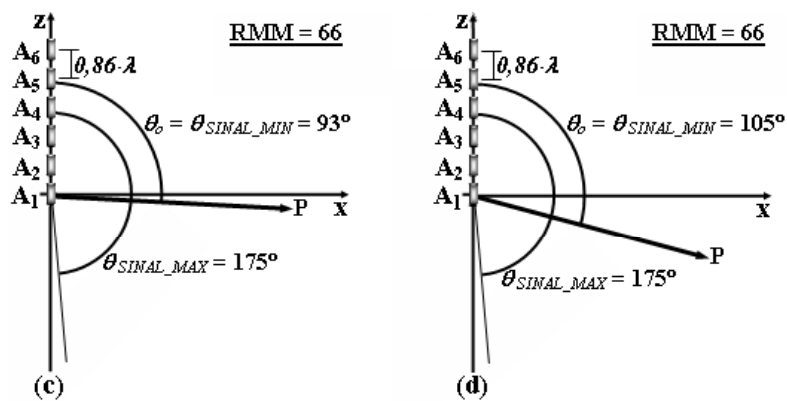 z
RMM = 66
A6
0,86·λ
A5
A4
θo = θSINAL_MIN = 93º
A3
A2
A1
x
P
θSINAL_MAX = 175º
(c)
z
RMM = 66
A6
0,86·λ
A5
A4
θo = θSINAL_MIN = 105º
A3
A2
A1
x
P
θSINAL_MAX = 175º
(d)